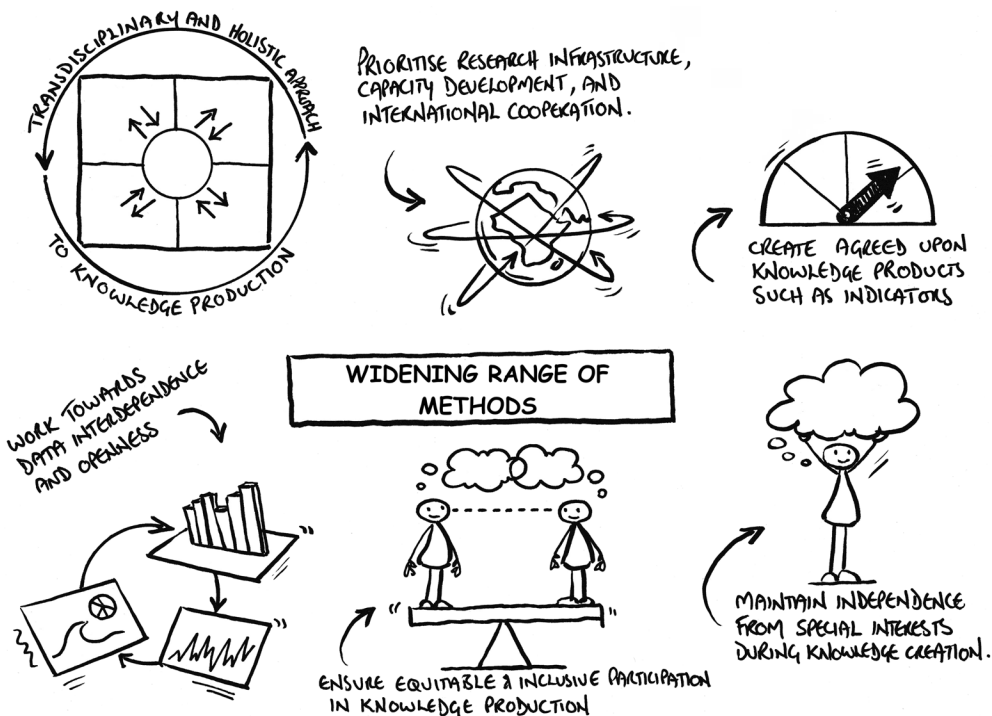 TRANSDISCIPLINARY AND HOLISTIC APPROACH
TO KNOWLEDGE PRODUCTION
PRIORITISE RESEARCH INFRASTRUCTURE,
CAPACITY DEVELOPMENT, AND
INTERNATIONAL COOPERATION.
CREATE AGREED UPON
KNOWLEDGE PRODUCTS
SUCH AS INDICATORS
WORK TOWARDS
DATA INTERDEPENDENCE
AND OPENNESS
WIDENING RANGE OF
METHODS
ENSURE EQUITABLE & INCLUSIVE PARTICIPATION
IN KNOWLEDGE PRODUCTION
MAINTAIN INDEPENDENCE
FROM SPECIAL INTERESTS
DURING KNOWLEDGE CREATION.